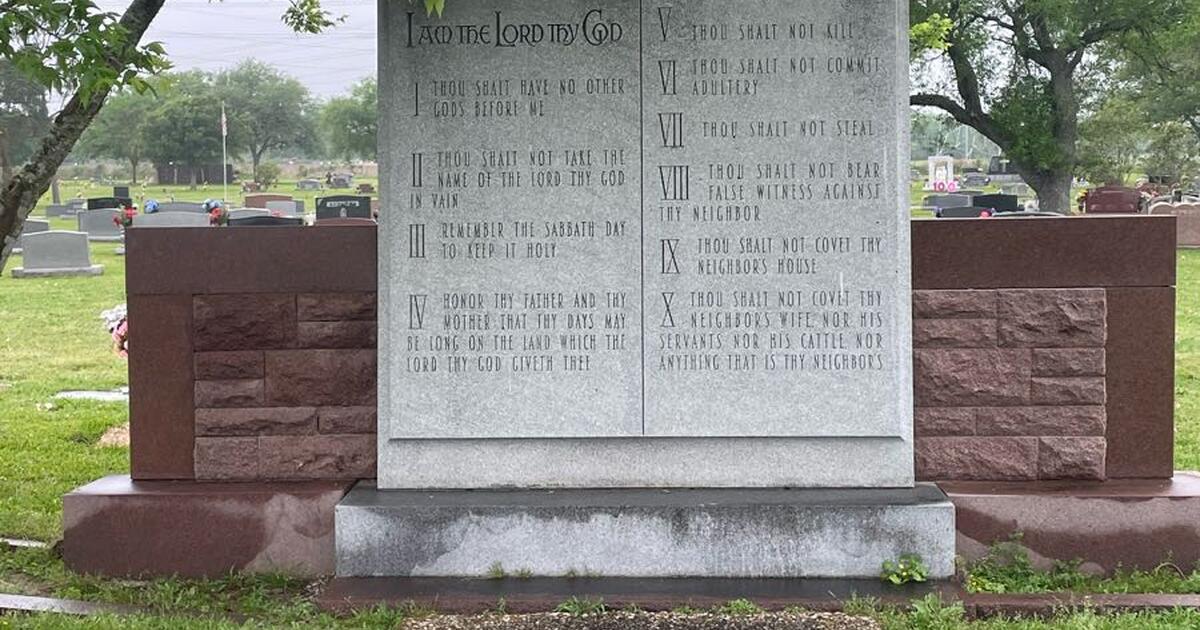 I AM THE LORD THY GOD
I THOU SHALT HAVE NO OTHER
GODS BEFORE ME
II THOU SHALT NOT TAKE THE
NAME OF THE LORD THY GOD
IN VAIN
III REMEMBER THE SABBATH DAY
TO KEEP IT HOLY
IV HONOR THY FATHER AND THY
MOTHER THAT THY DAYS MAY
BE LONG ON THE LAND WHICH THE
LORD THY GOD GIVETH THEE
V THOU SHALT NOT KILL
VI THOU SHALT NOT COMMIT
ADULTERY
VII THOU SHALT NOT STEAL
VIII THOU SHALT NOT BEAR
FALSE WITNESS AGAINST
THY NEIGHBOR
IX THOU SHALT NOT COVET THY
NEIGHBOR'S HOUSE
X THOU SHALT NOT COVET THY
NEIGHBOR'S WIFE, NOR HIS
SERVANTS NOR HIS CATTLE, NOR
ANYTHING THAT IS THY NEIGHBOR'S